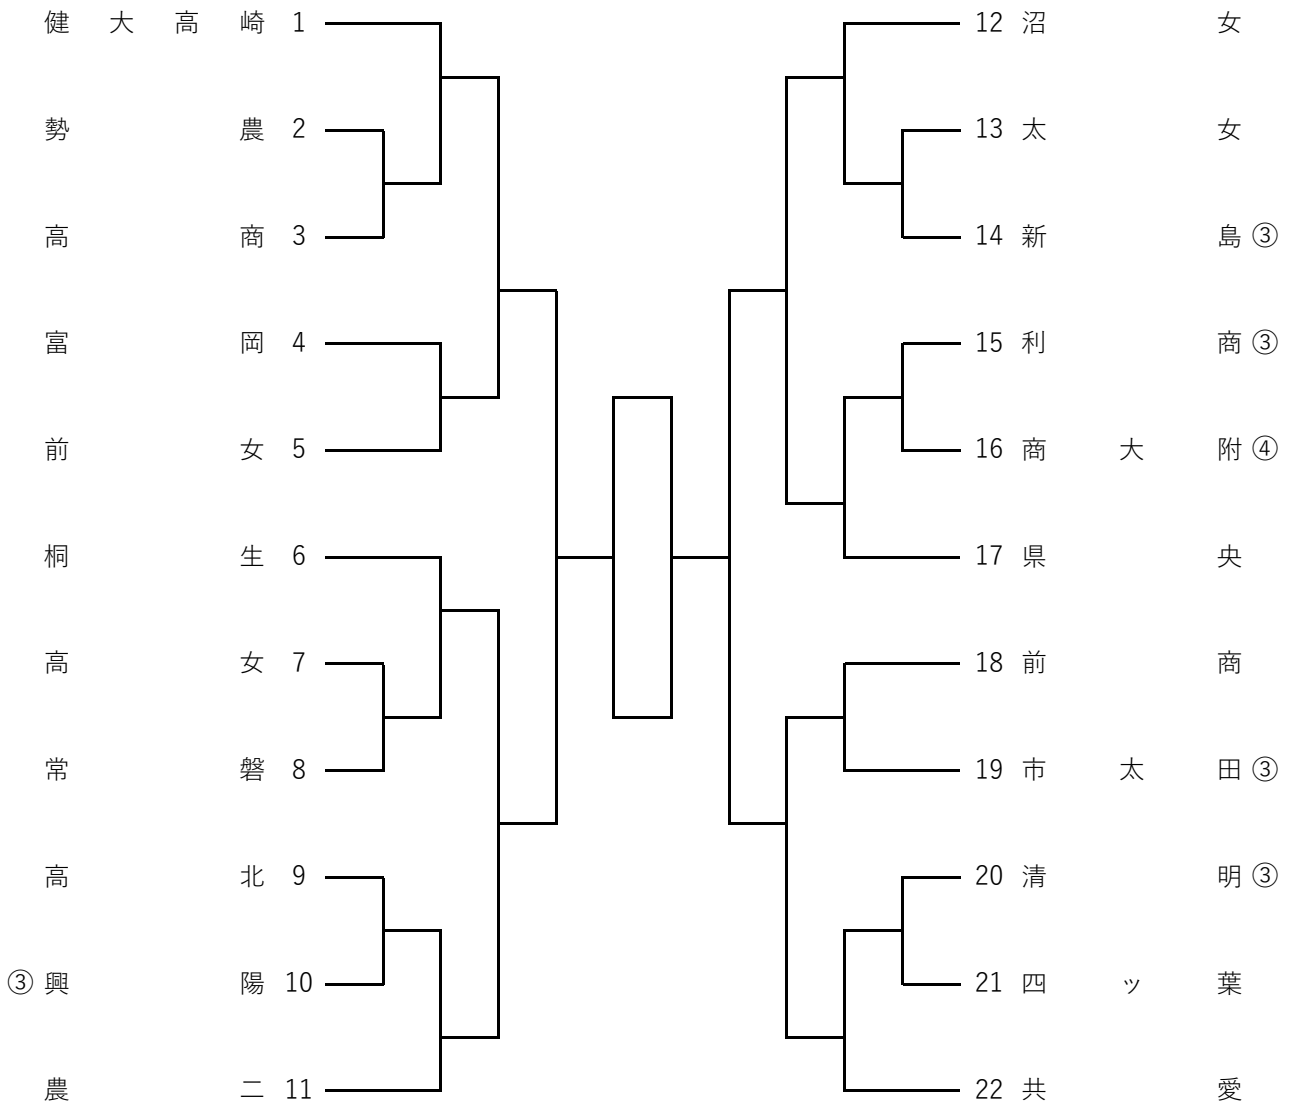 健大高崎 1
勢農 2
高商 3
富岡 4
前女 5
桐生 6
高女 7
常磐 8
高北 9
③ 興陽 10
農二 11
12 沼女
13 太女
14 新島 ③
15 利商 ③
16 商大附 ④
17 県央
18 前商
19 市太田 ③
20 清明 ③
21 四ッ葉
22 共愛